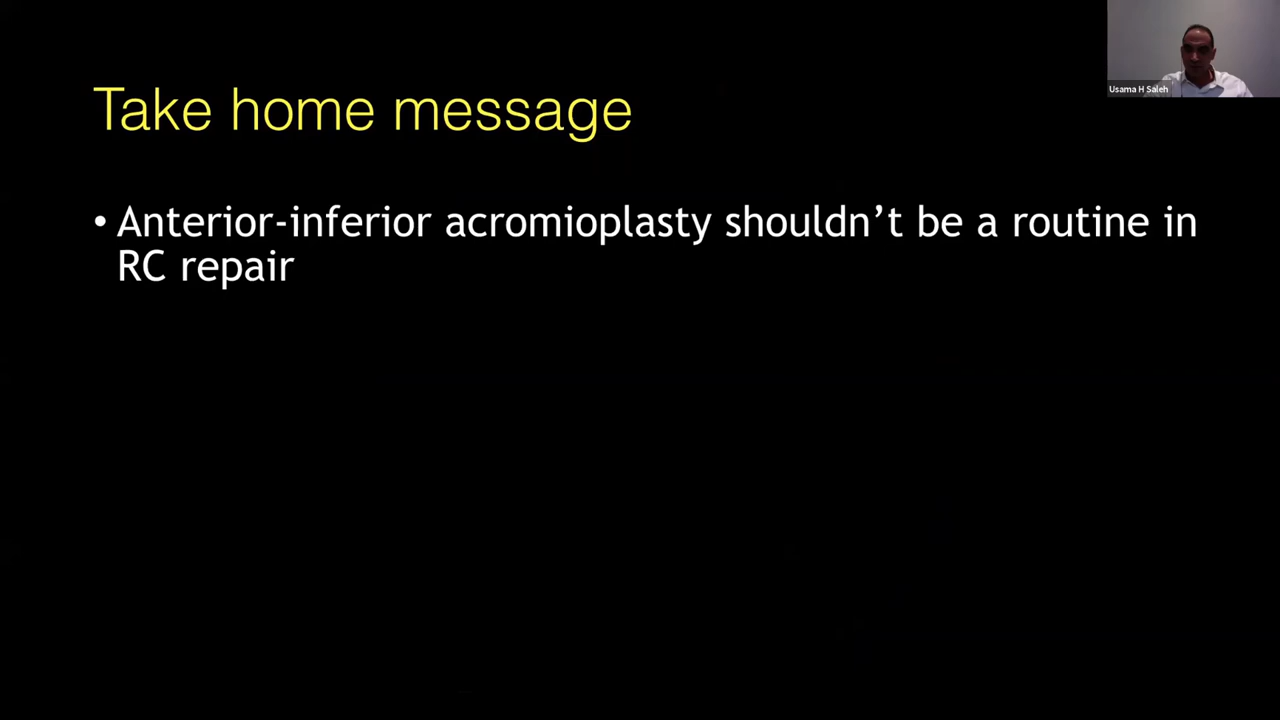 Usama H Saleh
Take home message
• Anterior-inferior acromioplasty shouldn’t be a routine in
RC repair